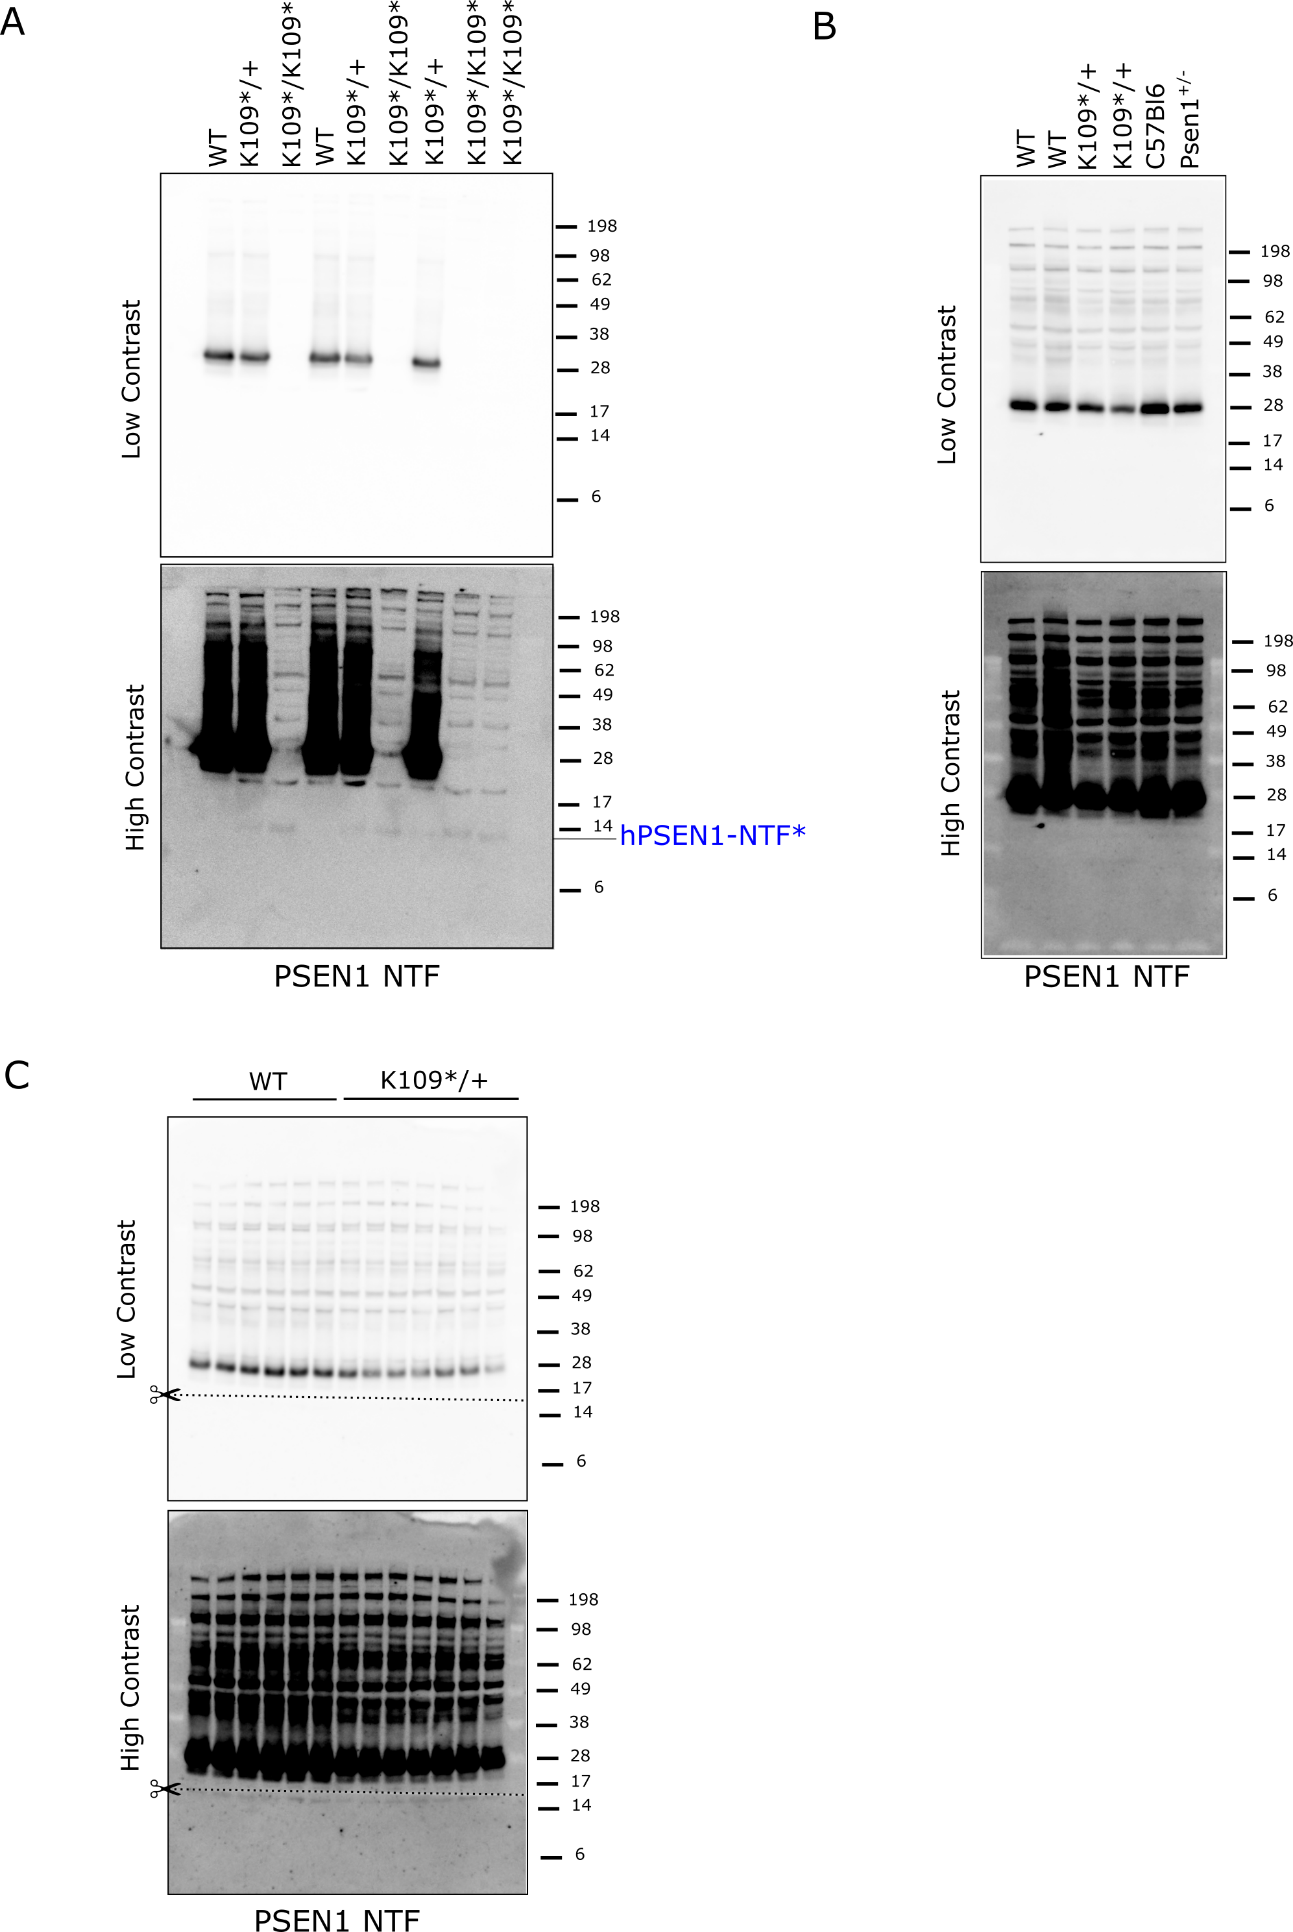 A
WT
K109*/+
K109*/K109*
WT
K109*/+
K109*/K109*
K109*/+
K109*/K109*
K109*/K109*
Low Contrast
198
98
62
49
38
28
17
14
6
High Contrast
198
98
62
49
38
28
17
14
hPSEN1-NTF*
6
PSEN1 NTF
B
WT
WT
K109*/+
K109*/+
C57Bl6
Psen1+/-
Low Contrast
198
98
62
49
38
28
17
14
6
High Contrast
198
98
62
49
38
28
17
14
6
PSEN1 NTF
C
WT
K109*/+
Low Contrast
198
98
62
49
38
28
17
14
6
High Contrast
198
98
62
49
38
28
17
14
6
PSEN1 NTF